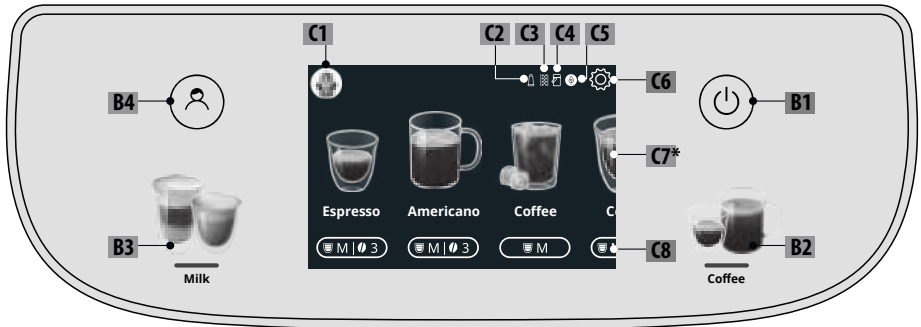 C1 C2 C3 C4 C5
C6
B4 B1
C7*
Espresso Americano Coffee C
M 3 M 3 M
B3 C8 B2
Milk Coffee